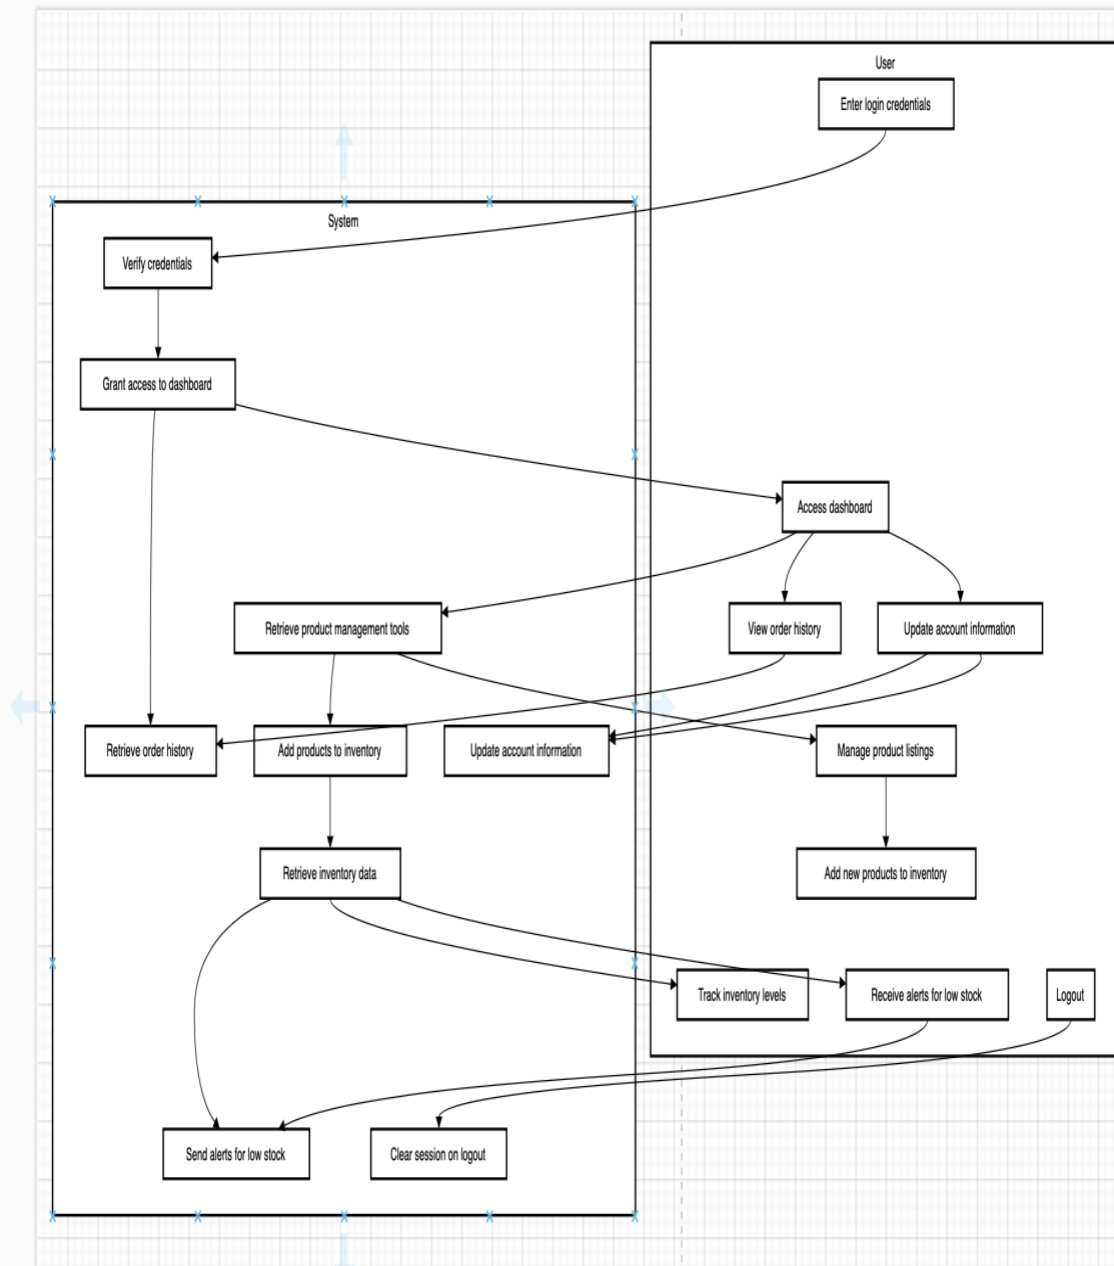 User
Enter login credentials
System
Verify credentials
Grant access to dashboard
Access dashboard
Retrieve product management tools
View order history
Update account information
Retrieve order history
Add products to inventory
Update account information
Manage product listings
Retrieve inventory data
Add new products to inventory
Track inventory levels
Receive alerts for low stock
Logout
Send alerts for low stock
Clear session on logout